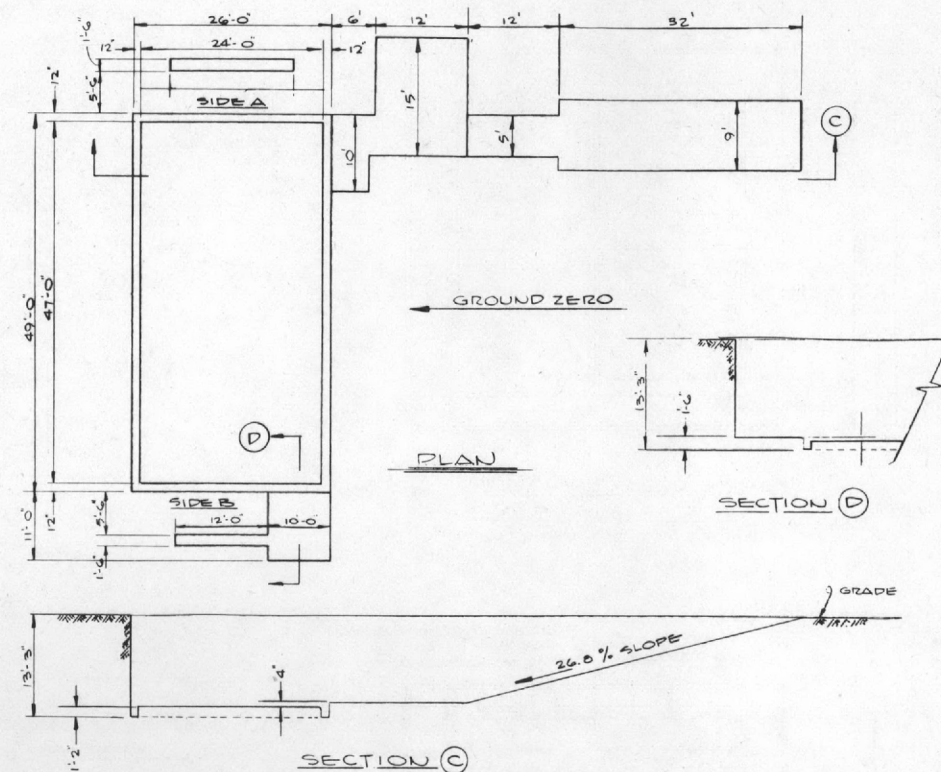 26'-0" 6' 12' 12' 32'
12" 24'-0" 12"
1'-6"
5'-6"
12"
SIDE A
15'
10'
5'
9'
C
49'-0"
47'-0"
GROUND ZERO
13'-3"
1'-6"
D
PLAN
SECTION D
SIDE B
11'-0"
12"
5'-6"
12'-0" 10'-0
1'-6"
GRADE
26.8% SLOPE
13'-3"
4"
1'-2"
SECTION C